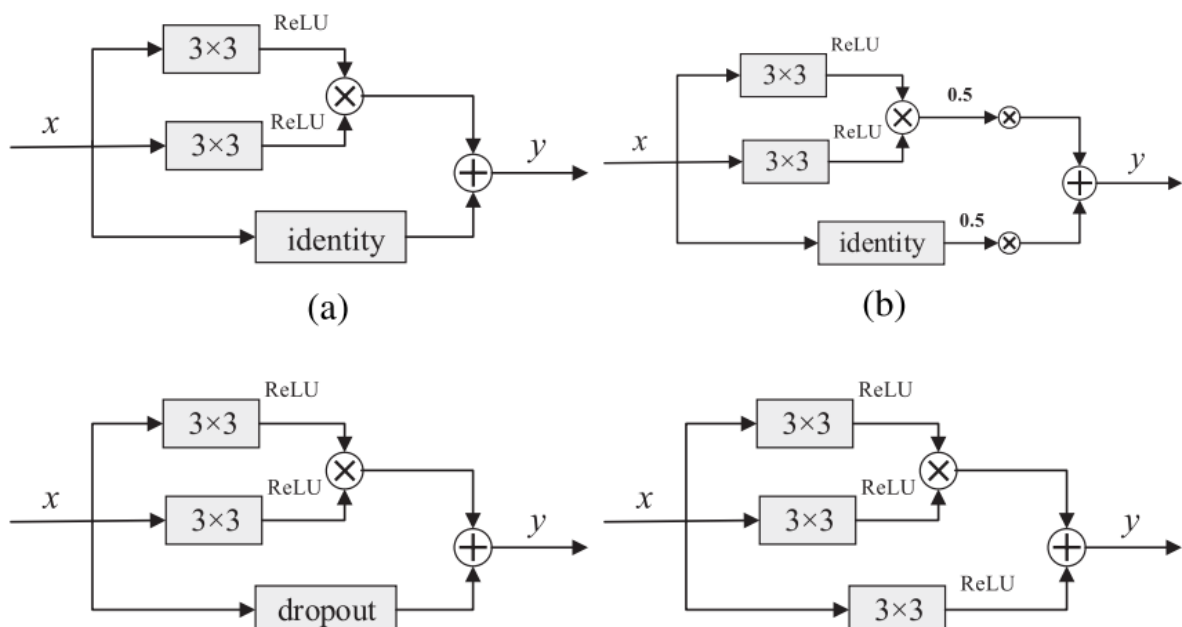 ReLU
3×3
x
ReLU
3×3
y
identity
(a)
ReLU
3×3
0.5
x
ReLU
3×3
y
0.5
identity
(b)
ReLU
3×3
x
ReLU
3×3
y
dropout
ReLU
3×3
x
ReLU
3×3
y
ReLU
3×3